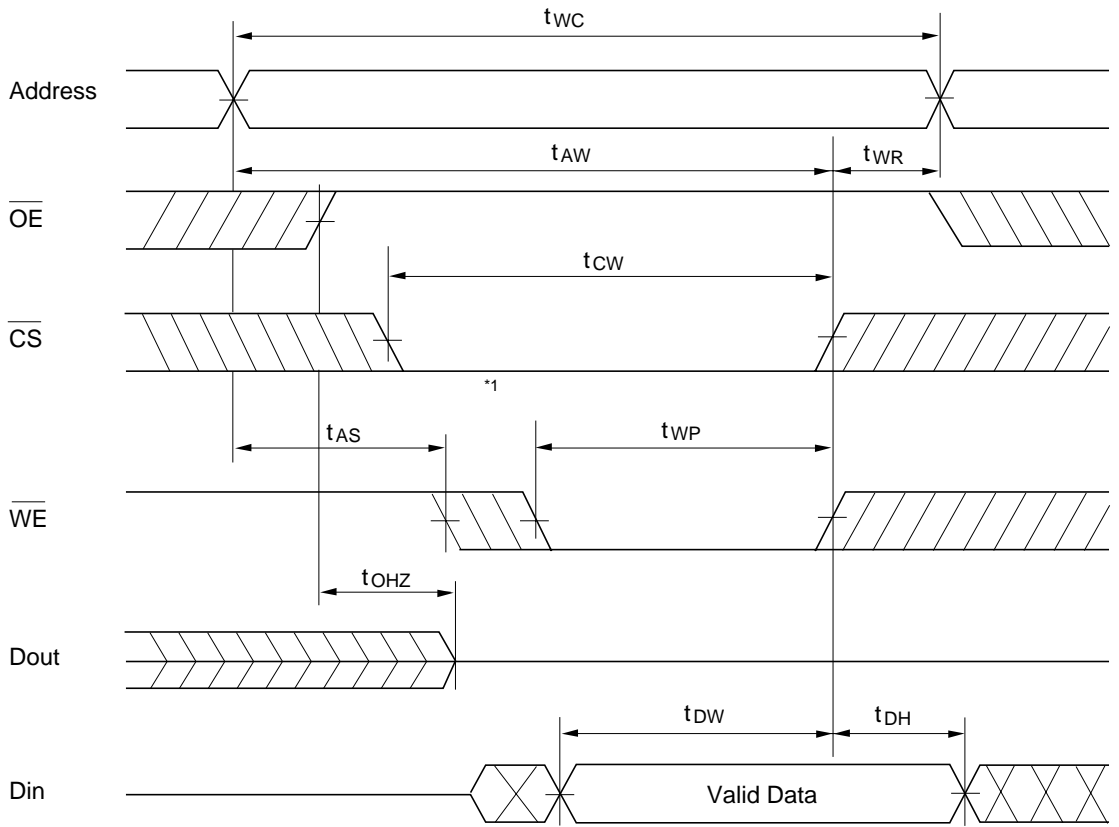 tWC
Address
tAW
tWR
OE
tCW
CS
*1
tAS
tWP
WE
tOHZ
Dout
tDW
tDH
Din
Valid Data